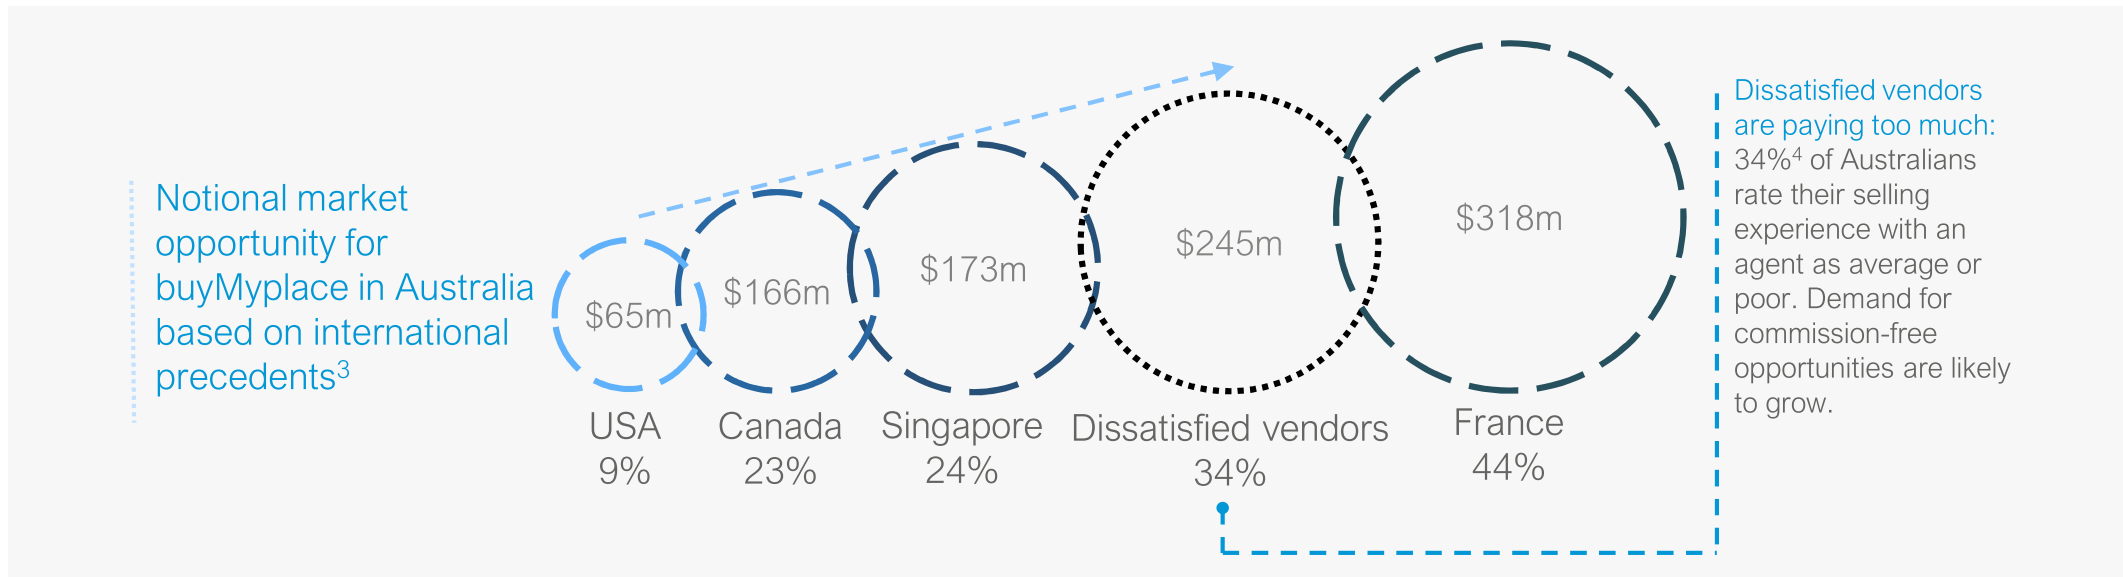 Notional market
opportunity for
buyMyplace in Australia
based on international
precedents³
$65m
USA
9%
$166m
Canada
23%
$173m
Singapore
24%
$245m
Dissatisfied vendors
34%
$318m
France
44%
Dissatisfied vendors
are paying too much:
34%⁴ of Australians
rate their selling
experience with an
agent as average or
poor. Demand for
commission-free
opportunities are likely
to grow.